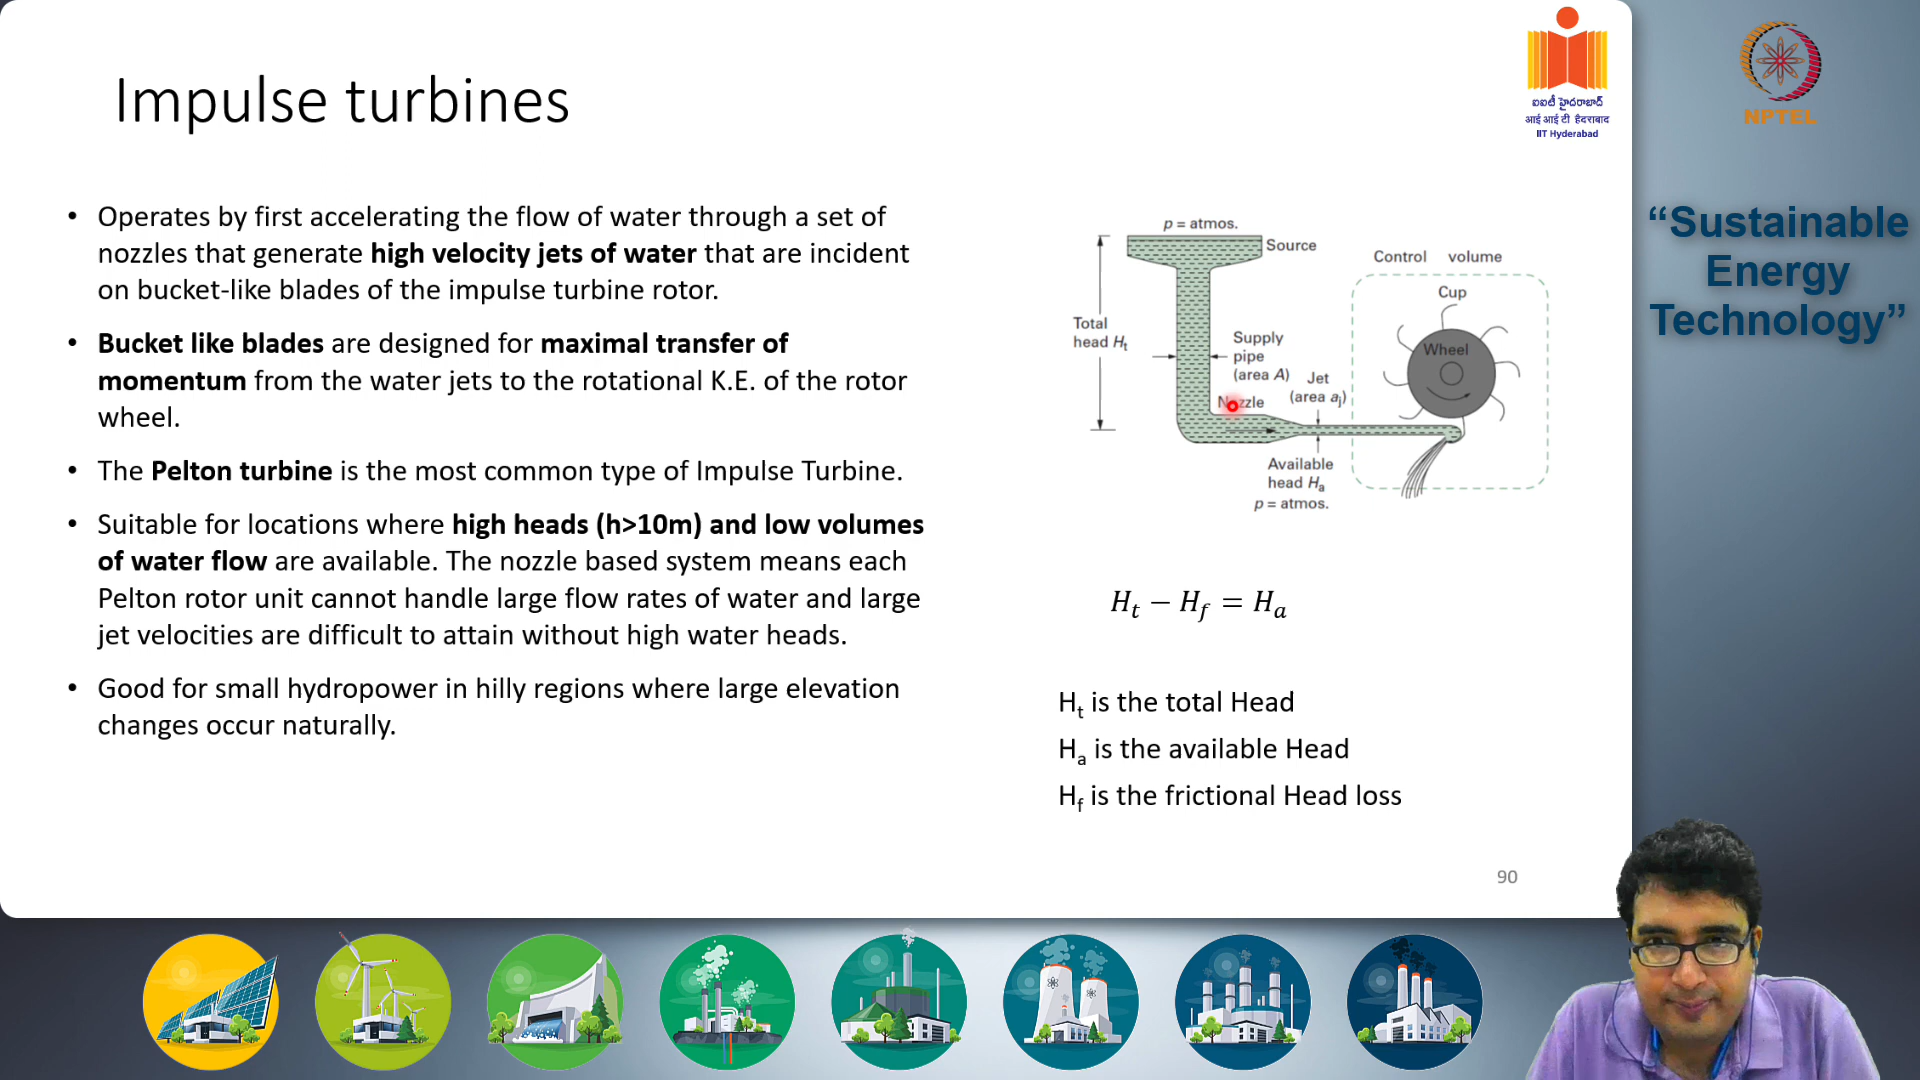 Impulse turbines
ఐఐటీ హైదరాబాద్
आई आई टी हैदराबाद
IIT Hyderabad
NPTEL
“Sustainable
Energy
Technology”
• Operates by first accelerating the flow of water through a set of
nozzles that generate high velocity jets of water that are incident
on bucket-like blades of the impulse turbine rotor.
• Bucket like blades are designed for maximal transfer of
momentum from the water jets to the rotational K.E. of the rotor
wheel.
• The Pelton turbine is the most common type of Impulse Turbine.
• Suitable for locations where high heads (h>10m) and low volumes
of water flow are available. The nozzle based system means each
Pelton rotor unit cannot handle large flow rates of water and large
jet velocities are difficult to attain without high water heads.
• Good for small hydropower in hilly regions where large elevation
changes occur naturally.
p = atmos.
Source
Control volume
Cup
Total
head Hₜ
Supply
pipe
(area A)
Wheel
Jet
(area aⱼ)
Nozzle
Available
head Hₐ
p = atmos.
Hₜ − H_f = Hₐ
Hₜ is the total Head
Hₐ is the available Head
H_f is the frictional Head loss
90